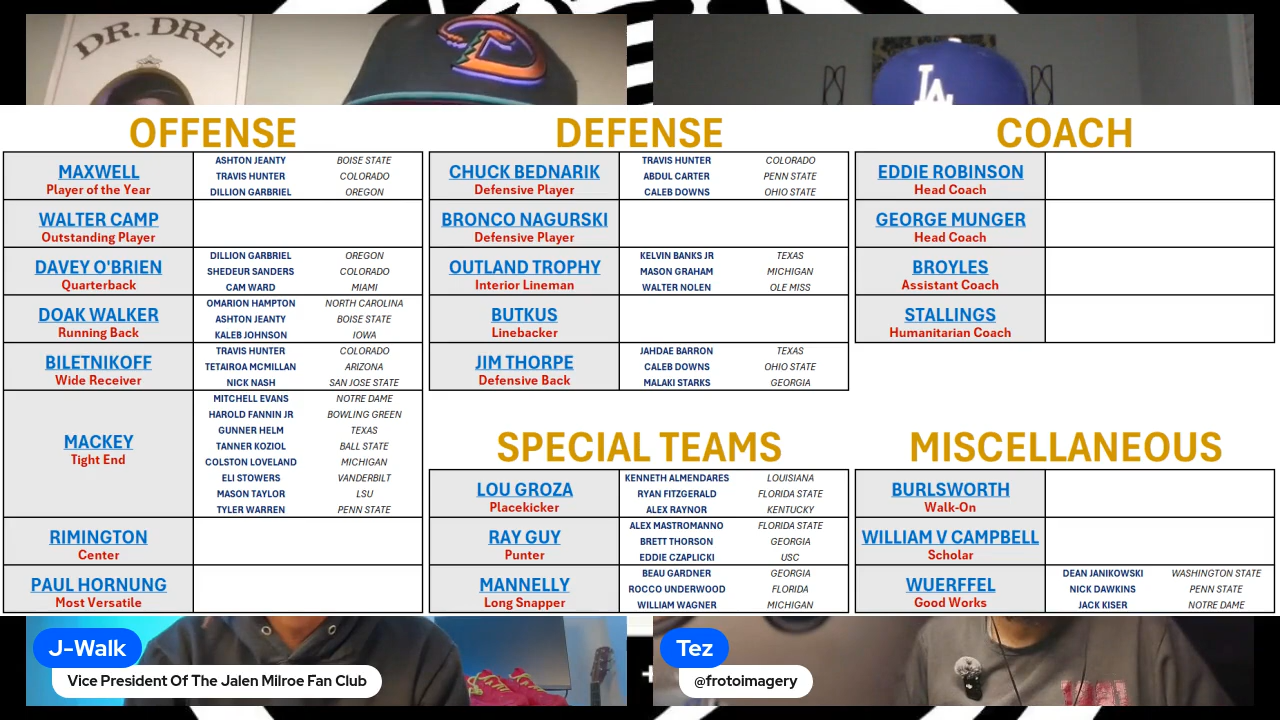 DR. DRE
D
LA
OFFENSE
MAXWELL
Player of the Year
ASHTON JEANTY BOISE STATE
TRAVIS HUNTER COLORADO
DILLION GARBRIEL OREGON
WALTER CAMP
Outstanding Player
DAVEY O'BRIEN
Quarterback
DILLION GARBRIEL OREGON
SHEDEUR SANDERS COLORADO
CAM WARD MIAMI
DOAK WALKER
Running Back
OMARION HAMPTON NORTH CAROLINA
ASHTON JEANTY BOISE STATE
KALEB JOHNSON IOWA
BILETNIKOFF
Wide Receiver
TRAVIS HUNTER COLORADO
TETAIROA MCMILLAN ARIZONA
NICK NASH SAN JOSE STATE
MACKEY
Tight End
MITCHELL EVANS NOTRE DAME
HAROLD FANNIN JR BOWLING GREEN
GUNNER HELM TEXAS
TANNER KOZIOL BALL STATE
COLSTON LOVELAND MICHIGAN
ELI STOWERS VANDERBILT
MASON TAYLOR LSU
TYLER WARREN PENN STATE
RIMINGTON
Center
PAUL HORNUNG
Most Versatile
DEFENSE
CHUCK BEDNARIK
Defensive Player
TRAVIS HUNTER COLORADO
ABDUL CARTER PENN STATE
CALEB DOWNS OHIO STATE
BRONCO NAGURSKI
Defensive Player
OUTLAND TROPHY
Interior Lineman
KELVIN BANKS JR TEXAS
MASON GRAHAM MICHIGAN
WALTER NOLEN OLE MISS
BUTKUS
Linebacker
JIM THORPE
Defensive Back
JAHDAE BARRON TEXAS
CALEB DOWNS OHIO STATE
MALAKI STARKS GEORGIA
SPECIAL TEAMS
LOU GROZA
Placekicker
KENNETH ALMENDARES LOUISIANA
RYAN FITZGERALD FLORIDA STATE
ALEX RAYNOR KENTUCKY
RAY GUY
Punter
ALEX MASTROMANNO FLORIDA STATE
BRETT THORSON GEORGIA
EDDIE CZAPLICKI USC
MANNELLY
Long Snapper
BEAU GARDNER GEORGIA
ROCCO UNDERWOOD FLORIDA
WILLIAM WAGNER MICHIGAN
COACH
EDDIE ROBINSON
Head Coach
GEORGE MUNGER
Head Coach
BROYLES
Assistant Coach
STALLINGS
Humanitarian Coach
MISCELLANEOUS
BURLSWORTH
Walk-On
WILLIAM V CAMPBELL
Scholar
WUERFFEL
Good Works
DEAN JANIKOWSKI WASHINGTON STATE
NICK DAWKINS PENN STATE
JACK KISER NOTRE DAME
J-Walk
Vice President Of The Jalen Milroe Fan Club
Tez
@frotoimagery